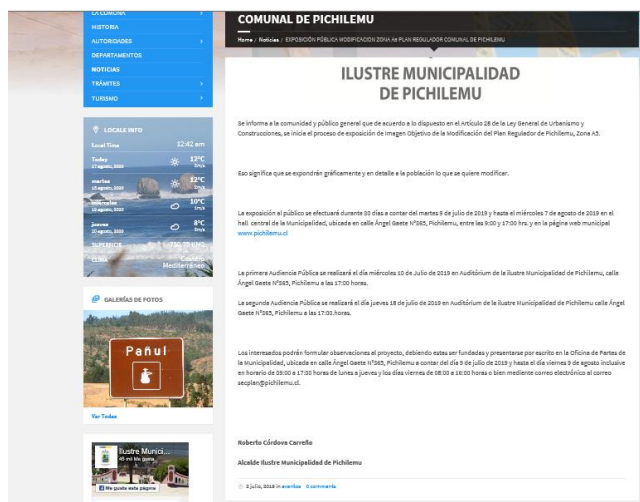 LA COMUNA
HISTORIA
AUTORIDADES
DEPARTAMENTOS
NOTICIAS
TRÁMITES
TURISMO
LOCALE INFO
Local Time 12:42 am
Today 12°C
martes 12°C
miércoles 10°C
jueves 8°C
SUPERFICIE
CLIMA
Mediterráneo
GALERÍAS DE FOTOS
Pañul
Ver Todas
Ilustre Munici...
45 mil Me gusta
Me gusta esta página
COMUNAL DE PICHILEMU
Home / Noticias / EXPOSICIÓN PÚBLICA MODIFICACION ZONA A5 PLAN REGULADOR COMUNAL DE PICHILEMU
ILUSTRE MUNICIPALIDAD
DE PICHILEMU
Se informa a la comunidad y público general que de acuerdo a lo dispuesto en el Artículo 28 de la Ley General de Urbanismo y
Construcciones, se inicia el proceso de exposición de Imagen Objetivo de la Modificación del Plan Regulador de Pichilemu, Zona A5.
Eso significa que se expondrán gráficamente y en detalle a la población lo que se quiere modificar.
La exposición al público se efectuará durante 30 días a contar del martes 9 de julio de 2019 y hasta el miércoles 7 de agosto de 2019 en el
hall central de la Municipalidad, ubicada en calle Ángel Gaete N°365, Pichilemu, entre las 9:00 y 17:00 hrs. y en la página web municipal
www.pichilemu.cl
La primera Audiencia Pública se realizará el día miércoles 10 de Julio de 2019 en Auditórium de la Ilustre Municipalidad de Pichilemu, calle
Ángel Gaete N°365, Pichilemu a las 17:00 horas.
La segunda Audiencia Pública se realizará el día jueves 18 de julio de 2019 en Auditórium de la Ilustre Municipalidad de Pichilemu calle Ángel
Gaete N°365, Pichilemu a las 17:00.horas.
Los interesados podrán formular observaciones al proyecto, debiendo estas ser fundadas y presentarse por escrito en la Oficina de Partes de
la Municipalidad, ubicada en calle Ángel Gaete N°365, Pichilemu a contar del día 9 de julio de 2019 y hasta el día viernes 9 de agosto inclusive
en horario de 09:00 a 17:00 horas de lunes a jueves y los días viernes de 08:00 a 16:00 horas o bien mediante correo electrónico al correo
secplan@pichilemu.cl.
Roberto Córdova Carreño
Alcalde Ilustre Municipalidad de Pichilemu
2 julio, 2019 in eventos 0 comments